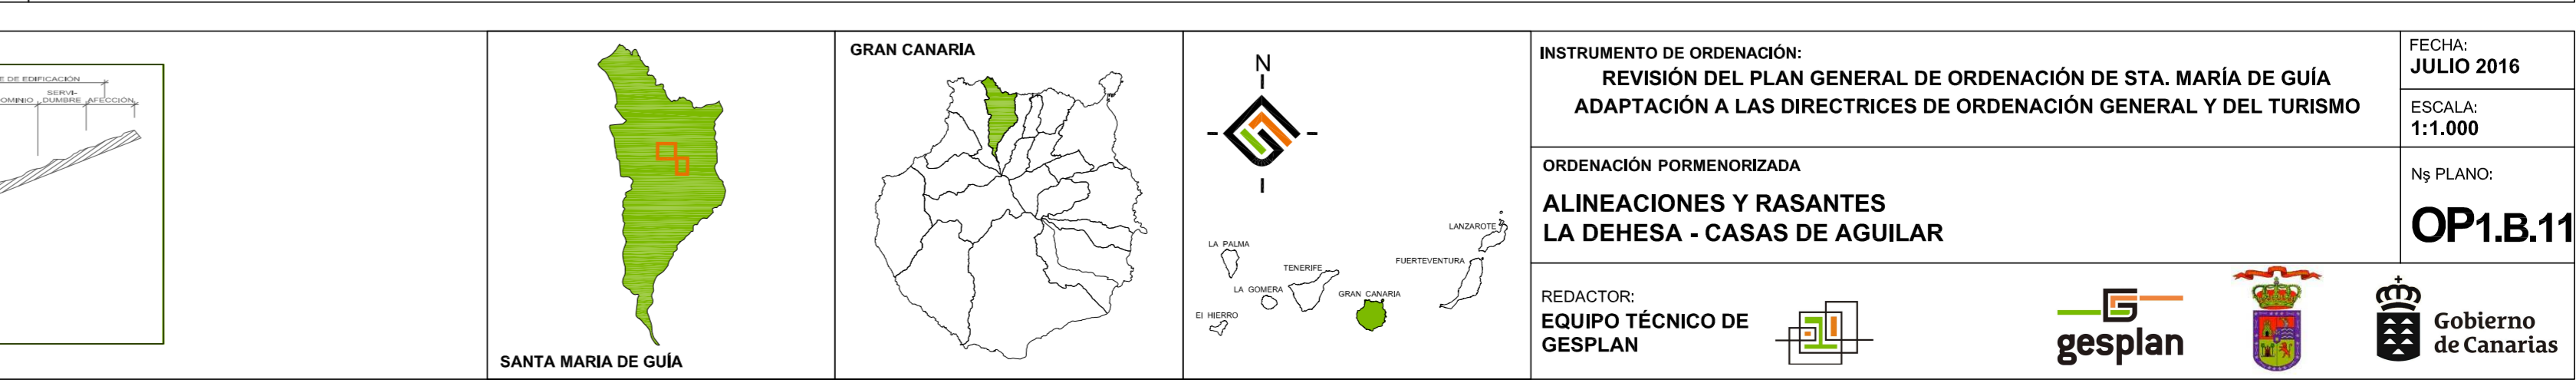 E DE EDIFICACIÓN
SERVI-
OMINIO DUMBRE AFECCIÓN
SANTA MARIA DE GUÍA
GRAN CANARIA
N
LA PALMA
LA GOMERA
El HIERRO
TENERIFE
GRAN CANARIA
FUERTEVENTURA
LANZAROTE
INSTRUMENTO DE ORDENACIÓN:
REVISIÓN DEL PLAN GENERAL DE ORDENACIÓN DE STA. MARÍA DE GUÍA
ADAPTACIÓN A LAS DIRECTRICES DE ORDENACIÓN GENERAL Y DEL TURISMO
FECHA:
JULIO 2016
ESCALA:
1:1.000
ORDENACIÓN PORMENORIZADA
ALINEACIONES Y RASANTES
LA DEHESA - CASAS DE AGUILAR
Nş PLANO:
OP1.B.11
REDACTOR:
EQUIPO TÉCNICO DE
GESPLAN
gesplan
Gobierno
de Canarias